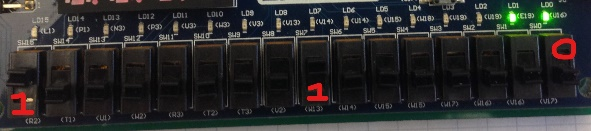 LD15 LD14 LD13 LD12 LD11 LD10 LD9 LD8 LD7 LD6 LD5 LD4 LD3 LD2 LD1 LD0
(L1) (P1) (N3) (P3) (U3) (W3) (V3) (V13) (V14) (U14) (U15) (W18) (V19) (U19) (E19) (U16)
SW15 SW14 SW13 SW12 SW11 SW10 SW9 SW8 SW7 SW6 SW5 SW4 SW3 SW2 SW1 SW0
0
1 1
(R2) (T1) (U1) (W2) (R3) (T2) (T3) (V2) (W13) (W14) (V15) (W15) (W17) (W16) (V16) (V17)